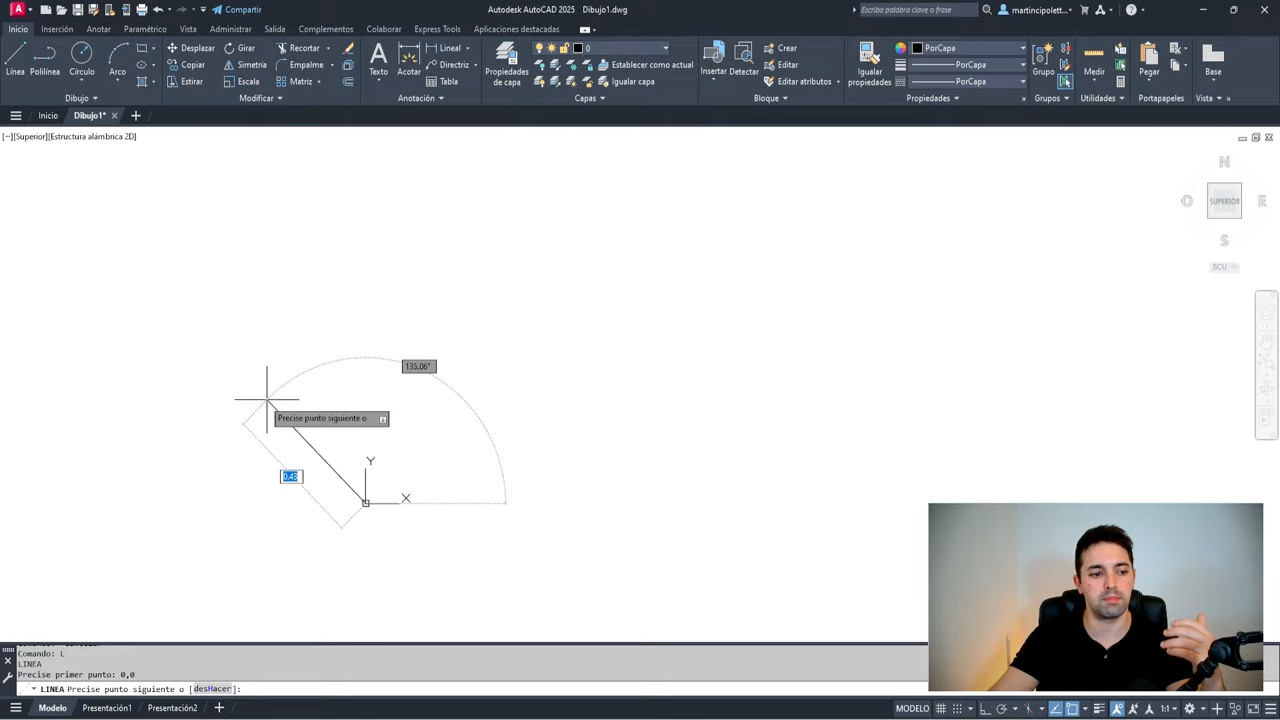 A Compartir Autodesk AutoCAD 2025 Dibujo1.dwg Escriba palabra clave o frase martincipolett...
Inicio Inserción Anotar Paramétrico Vista Administrar Salida Complementos Colaborar Express Tools Aplicaciones destacadas
Línea Polilínea Círculo Arco
Desplazar Girar Recortar
Copiar Simetría Empalme
Estirar Escala Matriz
Texto Acotar
Lineal
Directriz
Tabla
Propiedades de capa
0
Establecer como actual
Igualar capa
Insertar Detectar
Crear
Editar
Editar atributos
Igualar propiedades
PorCapa
PorCapa
PorCapa
Grupo Medir Pegar Base
Dibujo Modificar Anotación Capas Bloque Propiedades Grupos Utilidades Portapapeles Vista
Inicio Dibujo1*
[−][Superior][Estructura alámbrica 2D]
N
O SUPERIOR E
S
SCU
135.06°
Precise punto siguiente o
Y
0.43
X
Comando: L
LINEA
Precise primer punto: 0,0
LINEA Precise punto siguiente o [desHacer]:
Modelo Presentación1 Presentación2
MODELO 1:1